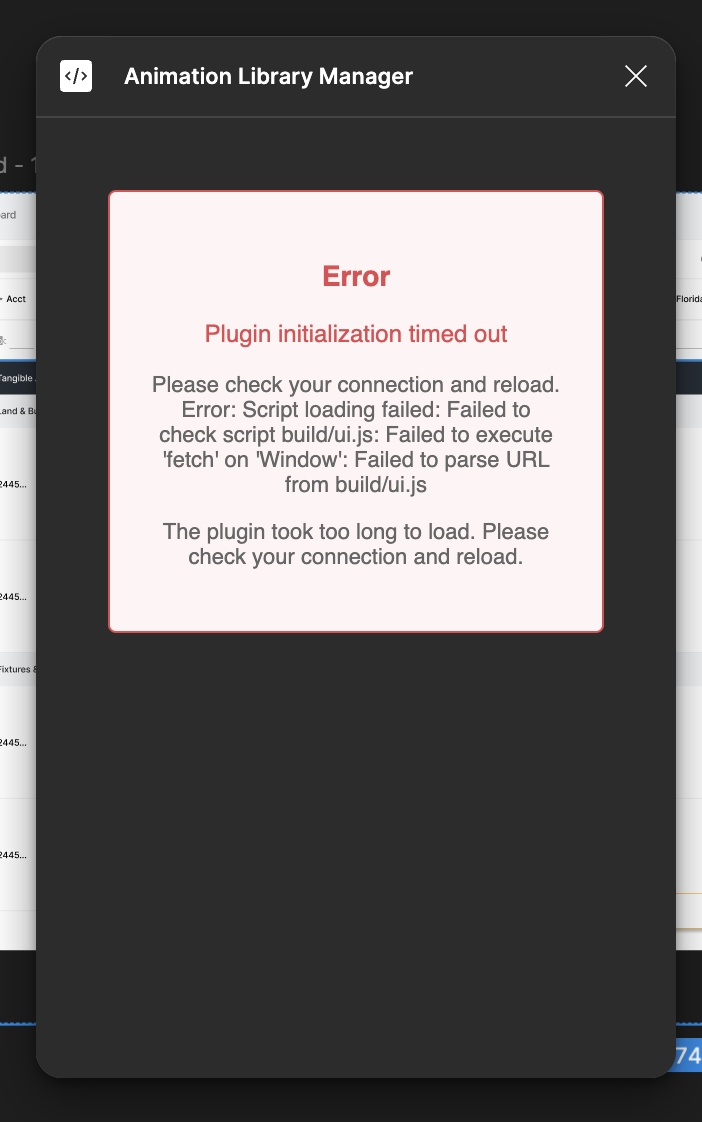 </> Animation Library Manager
d - 1
ard
Acct
Florida
Error
Plugin initialization timed out
Please check your connection and reload.
Error: Script loading failed: Failed to
check script build/ui.js: Failed to execute
'fetch' on 'Window': Failed to parse URL
from build/ui.js
The plugin took too long to load. Please
check your connection and reload.
Tangible
Land & Bu
2445...
2445...
Fixtures &
2445...
2445...
74